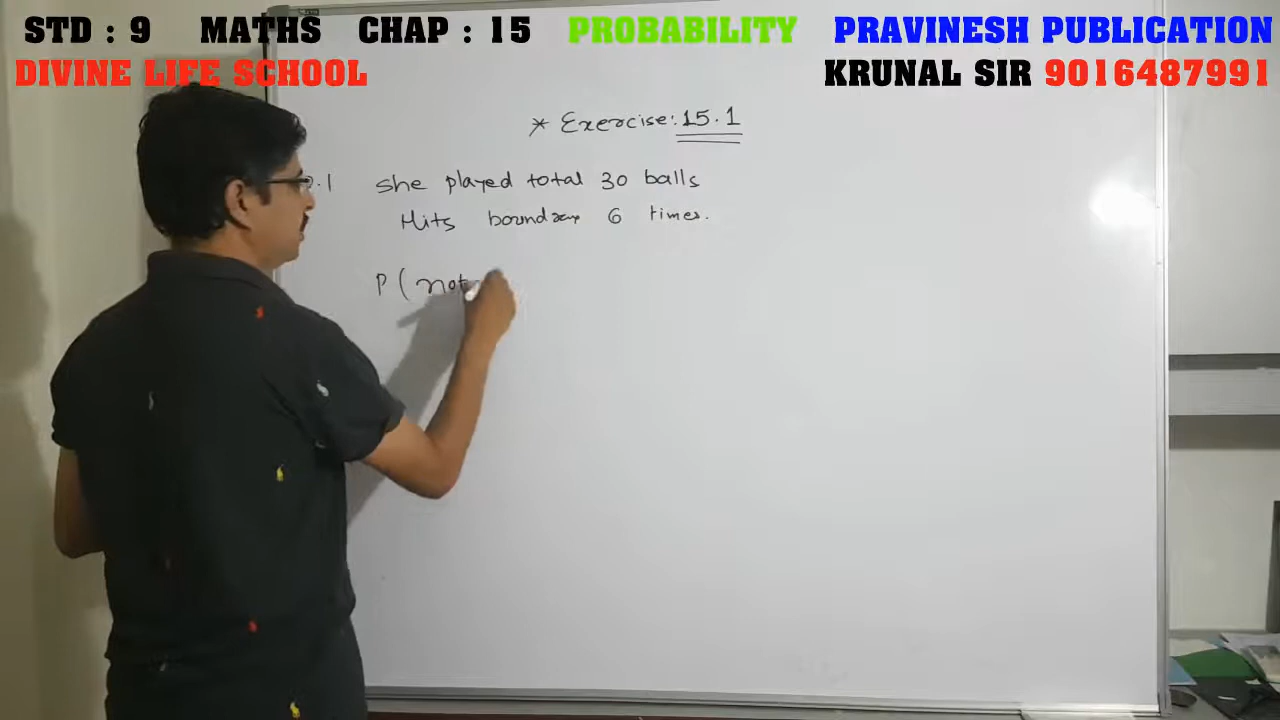 STD : 9 MATHS CHAP : 15 PROBABILITY PRAVINESH PUBLICATION
DIVINE LIFE SCHOOL KRUNAL SIR 9016487991
* Exercise: 15.1
.1 She played total 30 balls
Hits boundary 6 times.
P ( not